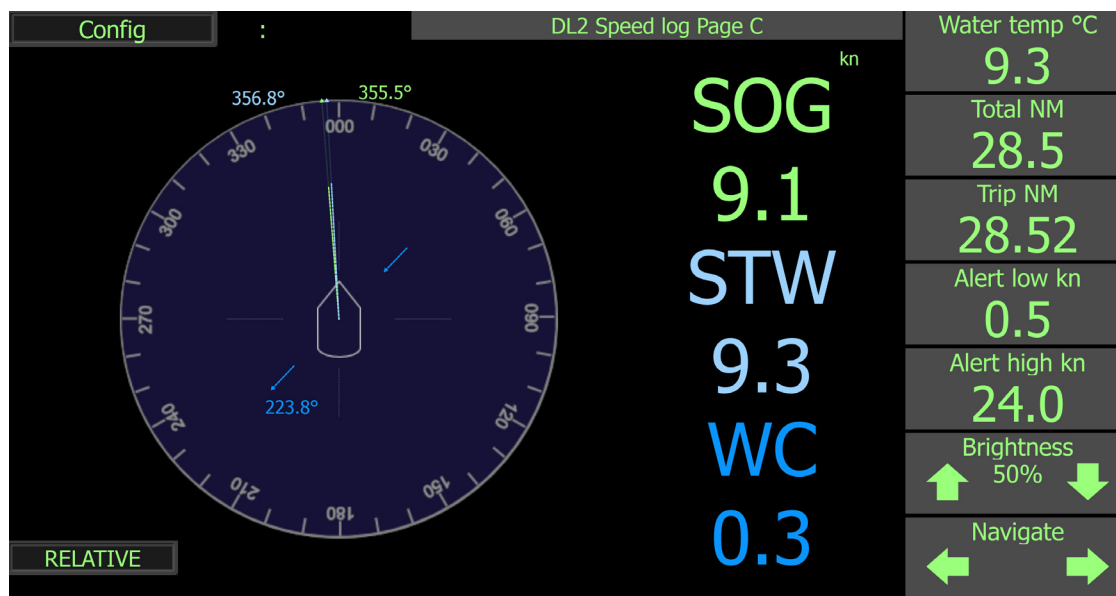 Config
:
DL2 Speed log Page C
356.8°
355.5°
000
030
060
090
120
150
180
210
240
270
300
330
223.8°
RELATIVE
kn
SOG
9.1
STW
9.3
WC
0.3
Water temp °C
9.3
Total NM
28.5
Trip NM
28.52
Alert low kn
0.5
Alert high kn
24.0
Brightness
50%
Navigate